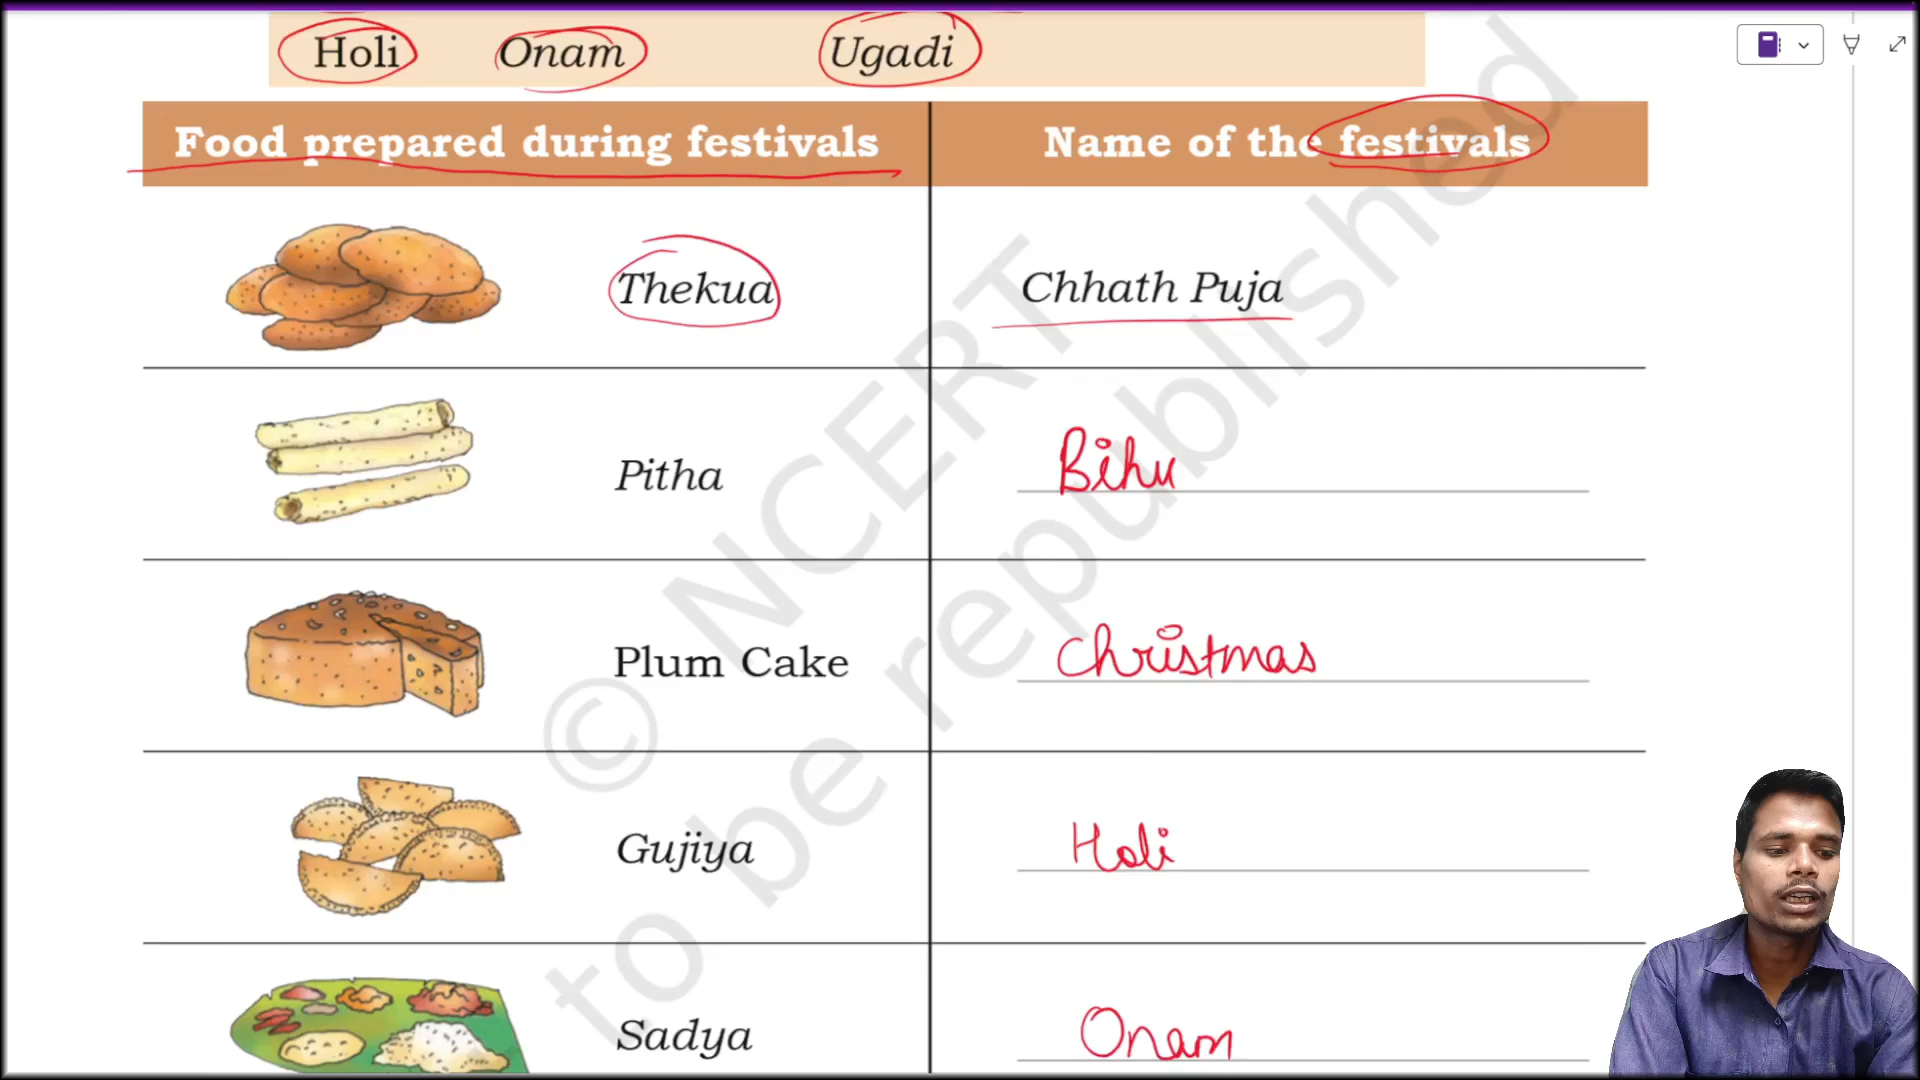 Holi Onam Ugadi
Food prepared during festivals Name of the festivals
Thekua Chhath Puja
Pitha Bihu
Plum Cake Christmas
Gujiya Holi
Sadya Onam
© NCERT
to be republished